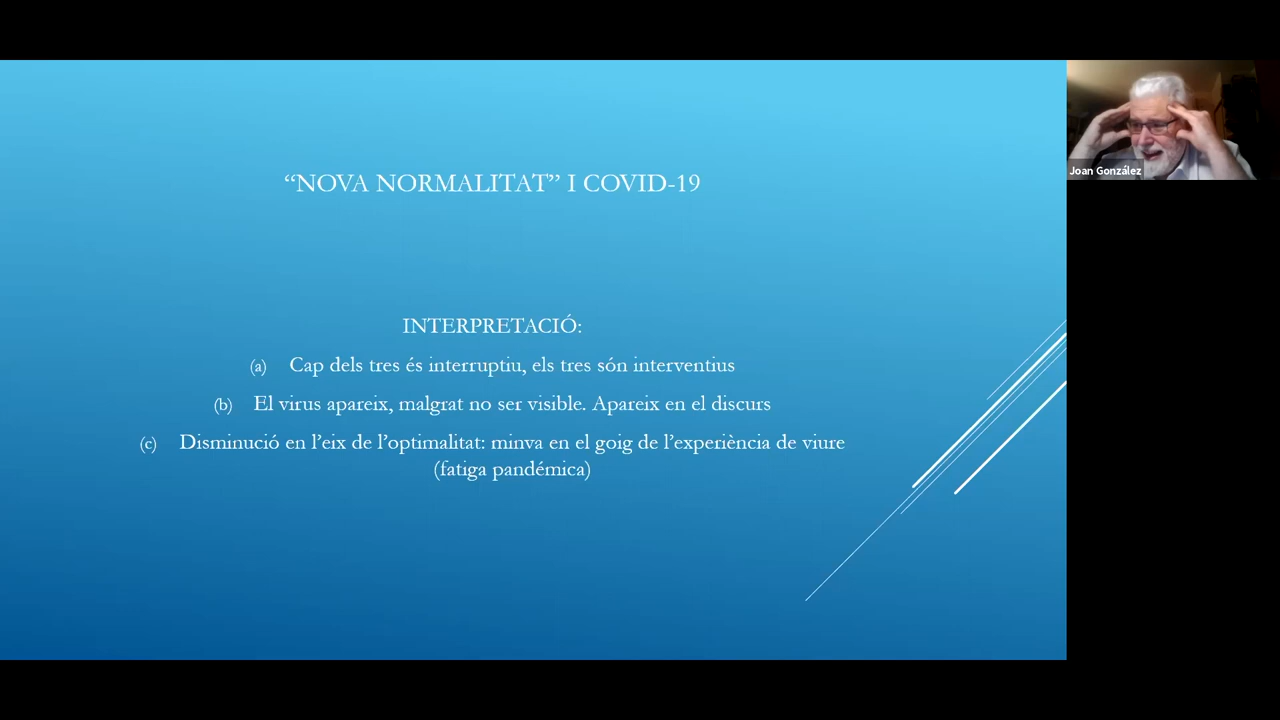 “NOVA NORMALITAT” I COVID-19
INTERPRETACIÓ:
(a) Cap dels tres és interruptiu, els tres són interventius
(b) El virus apareix, malgrat no ser visible. Apareix en el discurs
(c) Disminució en l’eix de l’optimalitat: minva en el goig de l’experiència de viure
(fatiga pandémica)
Joan González